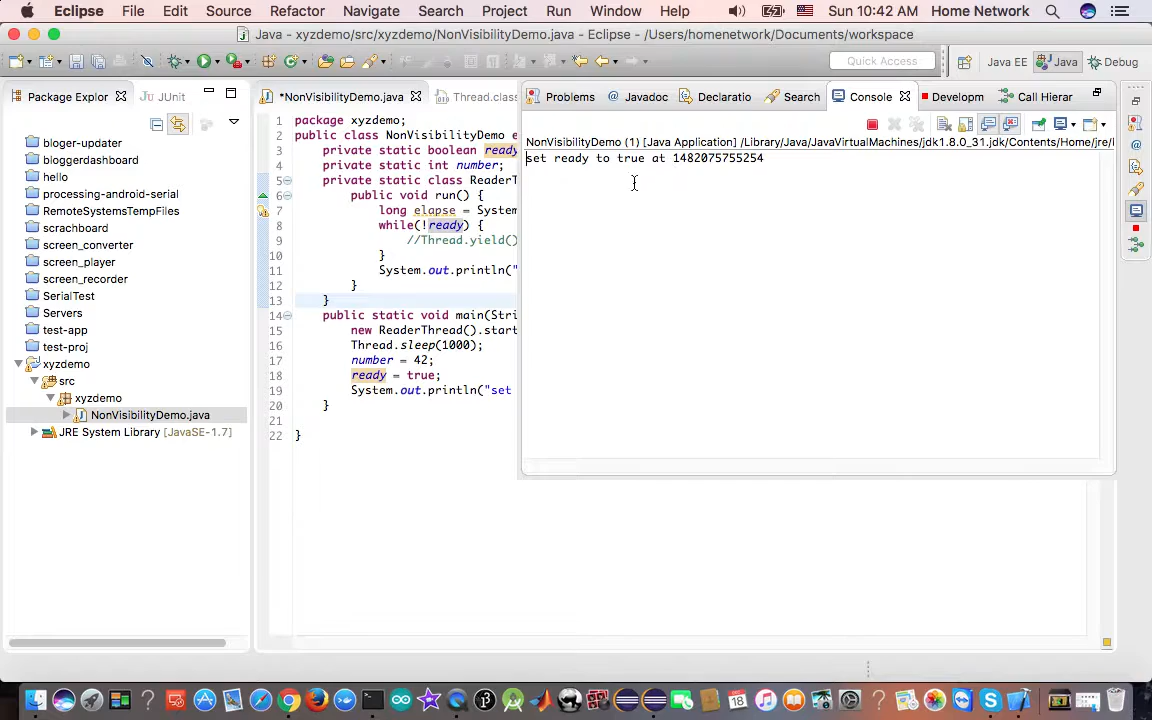 Eclipse File Edit Source Refactor Navigate Search Project Run Window Help Sun 10:42 AM Home Network
Java - xyzdemo/src/xyzdemo/NonVisibilityDemo.java - Eclipse - /Users/homenetwork/Documents/workspace
Quick Access Java EE Java Debug
Package Explor JUnit
*NonVisibilityDemo.java Thread.class
Problems @ Javadoc Declaratio Search Console Developm Call Hierar
NonVisibilityDemo (1) [Java Application] /Library/Java/JavaVirtualMachines/jdk1.8.0_31.jdk/Contents/Home/jre/
set ready to true at 1482075755254
bloger-updater
bloggerdashboard
hello
processing-android-serial
RemoteSystemsTempFiles
scrachboard
screen_converter
screen_player
screen_recorder
SerialTest
Servers
test-app
test-proj
xyzdemo
src
xyzdemo
NonVisibilityDemo.java
JRE System Library [JavaSE-1.7]
1 package xyzdemo;
2 public class NonVisibilityDemo e
3 private static boolean ready
4 private static int number;
5 private static class ReaderT
6 public void run() {
7 long elapse = System
8 while(!ready) {
9 //Thread.yield()
10 }
11 System.out.println("
12 }
13 }
14 public static void main(Stri
15 new ReaderThread().start
16 Thread.sleep(1000);
17 number = 42;
18 ready = true;
19 System.out.println("set
20 }
21
22 }